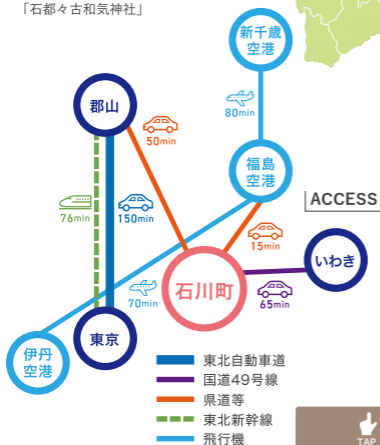 「石都々古和気神社」
新千歳
空港
80min
郡山
50min
福島
空港
76min
150min
ACCESS
15min
いわき
石川町
65min
70min
伊丹
空港
東京
東北自動車道
国道49号線
県道等
東北新幹線
飛行機
TAP